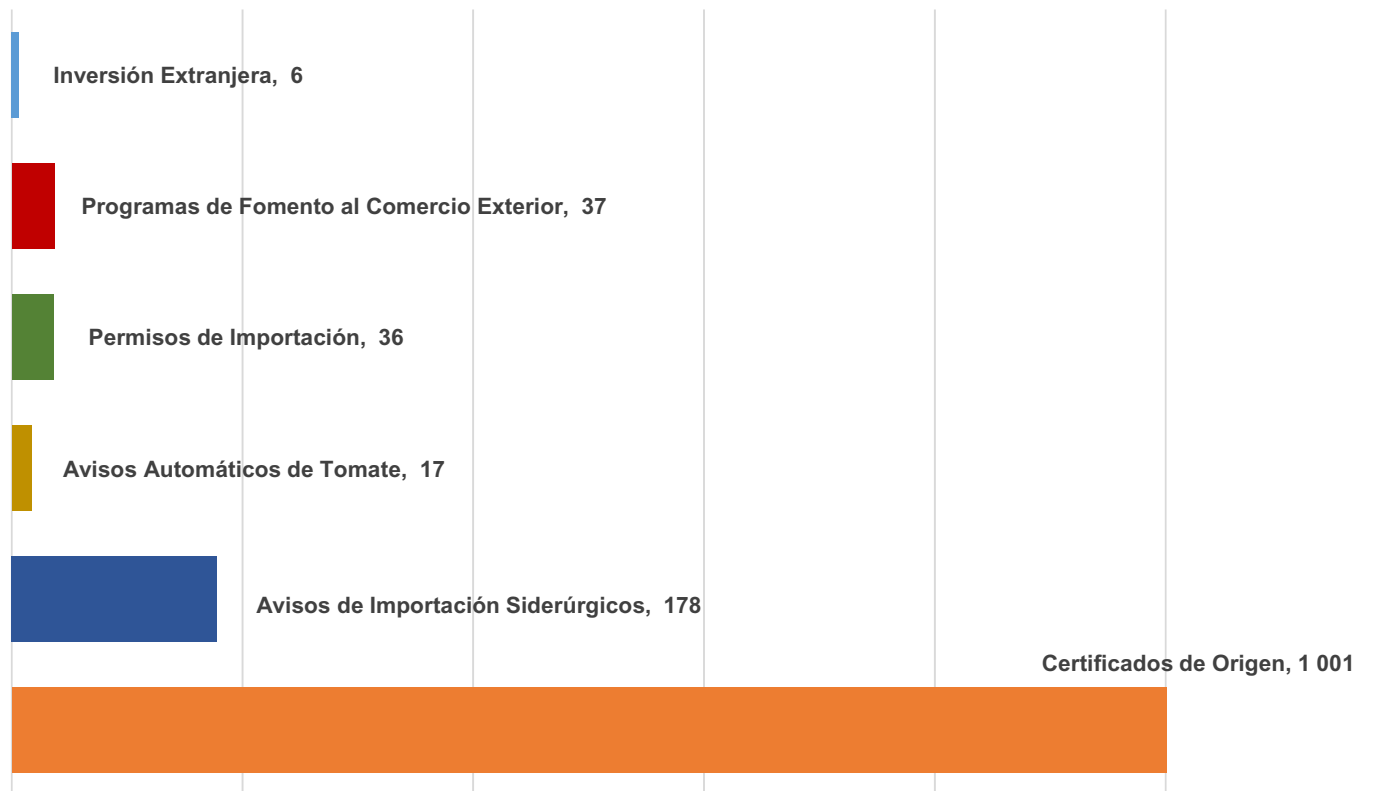 Inversión Extranjera, 6
Programas de Fomento al Comercio Exterior, 37
Permisos de Importación, 36
Avisos Automáticos de Tomate, 17
Avisos de Importación Siderúrgicos, 178
Certificados de Origen, 1 001